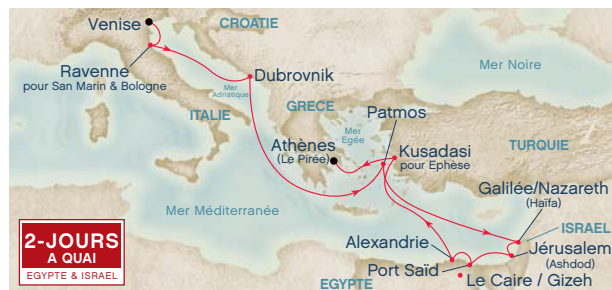 CROATIE
Venise
Ravenne
pour San Marin & Bologne
Mer
Adriatique
Dubrovnik
ITALIE
GRECE
Mer Noire
Patmos
Mer
Egée
Athènes
(Le Pirée)
Kusadasi
pour Ephèse
TURQUIE
Mer Méditerranée
Galilée/Nazareth
(Haïfa)
ISRAEL
Jérusalem
(Ashdod)
Alexandrie
Port Saïd
Le Caire / Gizeh
EGYPTE
2-JOURS
A QUAI
EGYPTE & ISRAEL